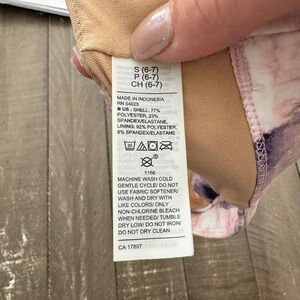 S (6-7)
P (6-7)
CH (6-7)
MADE IN INDONESIA
RN 54023
US : SHELL: 77%
POLYESTER, 23%
SPANDEX/ELASTANE,
LINING: 92% POLYESTER,
8% SPANDEX/ELASTANE
1166
MACHINE WASH COLD
GENTLE CYCLE/ DO NOT
USE FABRIC SOFTENER/
WASH AND DRY WITH
LIKE COLORS/ ONLY
NON-CHLORINE BLEACH
WHEN NEEDED/ TUMBLE
DRY LOW/ DO NOT IRON/
DO NOT DRY CLEAN
CA 17897